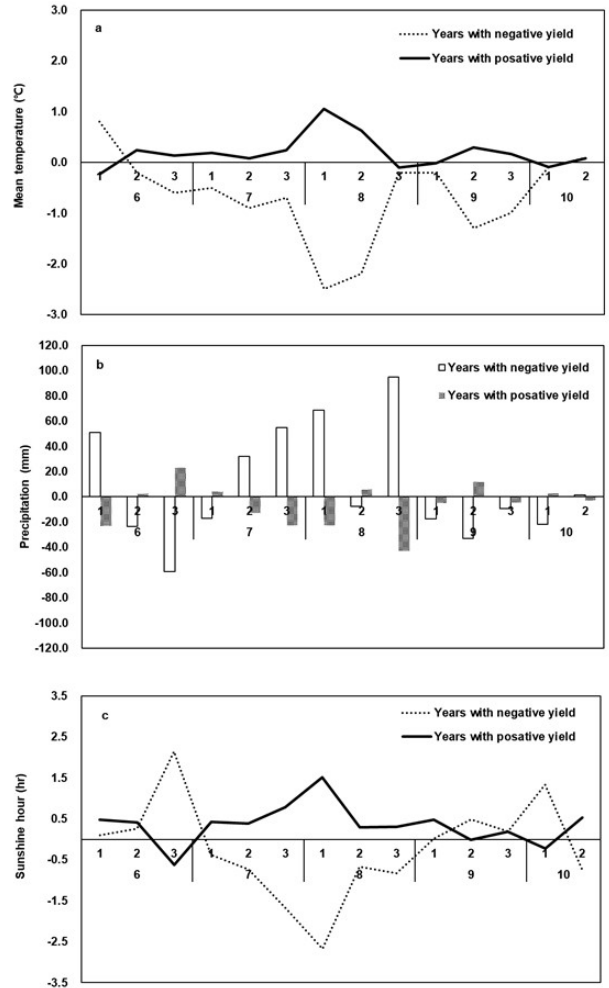 3.0
a
Years with negative yield
2.0
Years with posative yield
1.0
Mean temperature (℃)
0.0
1 2 3 1 2 3 1 2 3 1 2 3 1 2
6 7 8 9 10
-1.0
-2.0
-3.0
120.0
b
Years with negative yield
100.0
80.0
Years with positive yield
60.0
40.0
20.0
Precipitation (mm)
0.0
1 2 3 1 2 3 1 2 3 1 2 3 1 2
-20.0
6 7 8 9 10
-40.0
-60.0
-80.0
-100.0
-120.0
3.5
c
Years with negative yield
2.5
Years with posative yield
1.5
Sunshine hour (hr)
0.5
1 2 3 1 2 3 1 2 3 1 2 3 1 2
-0.5
6 7 8 9 10
-1.5
-2.5
-3.5